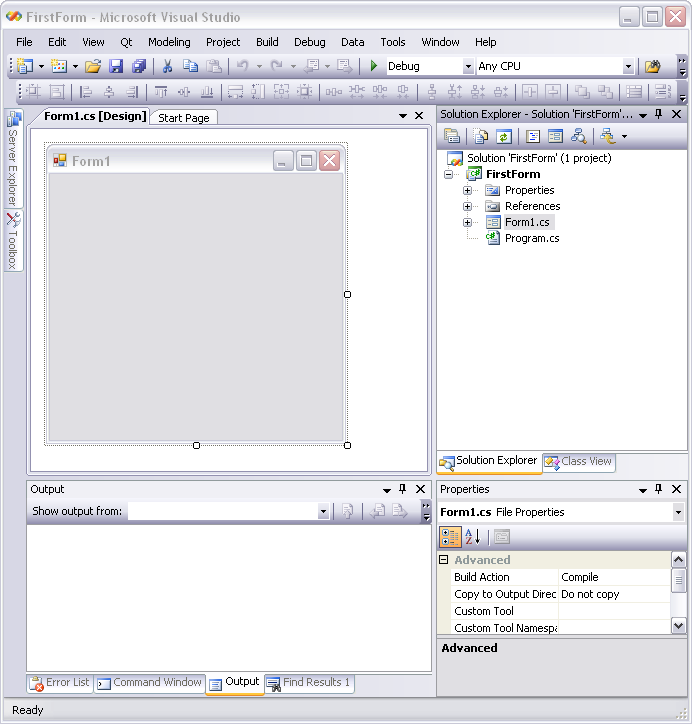 FirstForm - Microsoft Visual Studio
File Edit View Qt Modeling Project Build Debug Data Tools Window Help
Debug Any CPU
Server Explorer
Toolbox
Form1.cs [Design] Start Page
Form1
Solution Explorer - Solution 'FirstForm'...
Solution 'FirstForm' (1 project)
FirstForm
Properties
References
Form1.cs
Program.cs
Solution Explorer Class View
Output
Show output from:
Error List Command Window Output Find Results 1
Properties
Form1.cs File Properties
Advanced
Build Action Compile
Copy to Output Direc Do not copy
Custom Tool
Custom Tool Namespa
Advanced
Ready